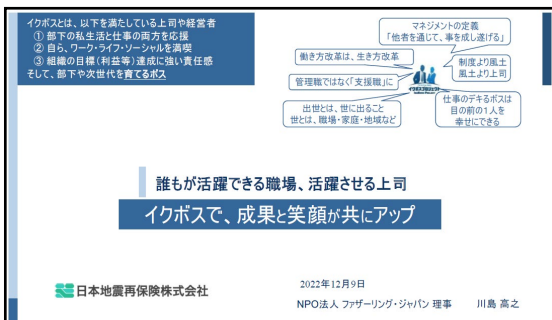 イクボスとは、以下を満たしている上司や経営者
① 部下の私生活と仕事の両方を応援
② 自ら、ワーク・ライフ・ソーシャルを満喫
③ 組織の目標(利益等)達成に強い責任感
そして、部下や次世代を育てるボス
マネジメントの定義
「他者を通じて、事を成し遂げる」
働き方改革は、生き方改革
制度より風土
風土より上司
管理職ではなく「支援職」に
イクボスプロジェクト
出世とは、世に出ること
世とは、職場・家庭・地域など
仕事のデキるボスは
目の前の1人を
幸せにできる
誰もが活躍できる職場、活躍させる上司
イクボスで、成果と笑顔が共にアップ
日本地震再保険株式会社
2022年12月9日
NPO法人 ファザーリング・ジャパン 理事 川島 高之